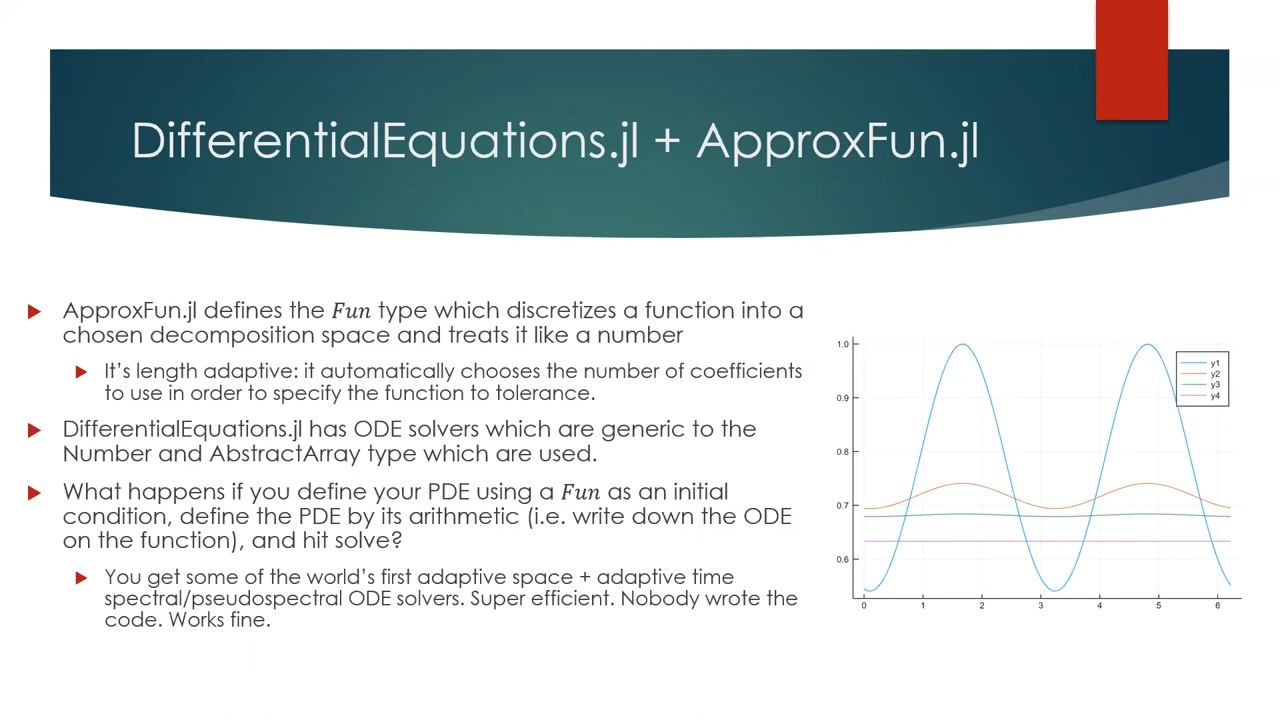 DifferentialEquations.jl + ApproxFun.jl
ApproxFun.jl defines the Fun type which discretizes a function into a
chosen decomposition space and treats it like a number
It's length adaptive: it automatically chooses the number of coefficients
to use in order to specify the function to tolerance.
DifferentialEquations.jl has ODE solvers which are generic to the
Number and AbstractArray type which are used.
What happens if you define your PDE using a Fun as an initial
condition, define the PDE by its arithmetic (i.e. write down the ODE
on the function), and hit solve?
You get some of the world's first adaptive space + adaptive time
spectral/pseudospectral ODE solvers. Super efficient. Nobody wrote the
code. Works fine.
1.0
0.9
0.8
0.7
0.6
0 1 2 3 4 5 6
y1
y2
y3
y4